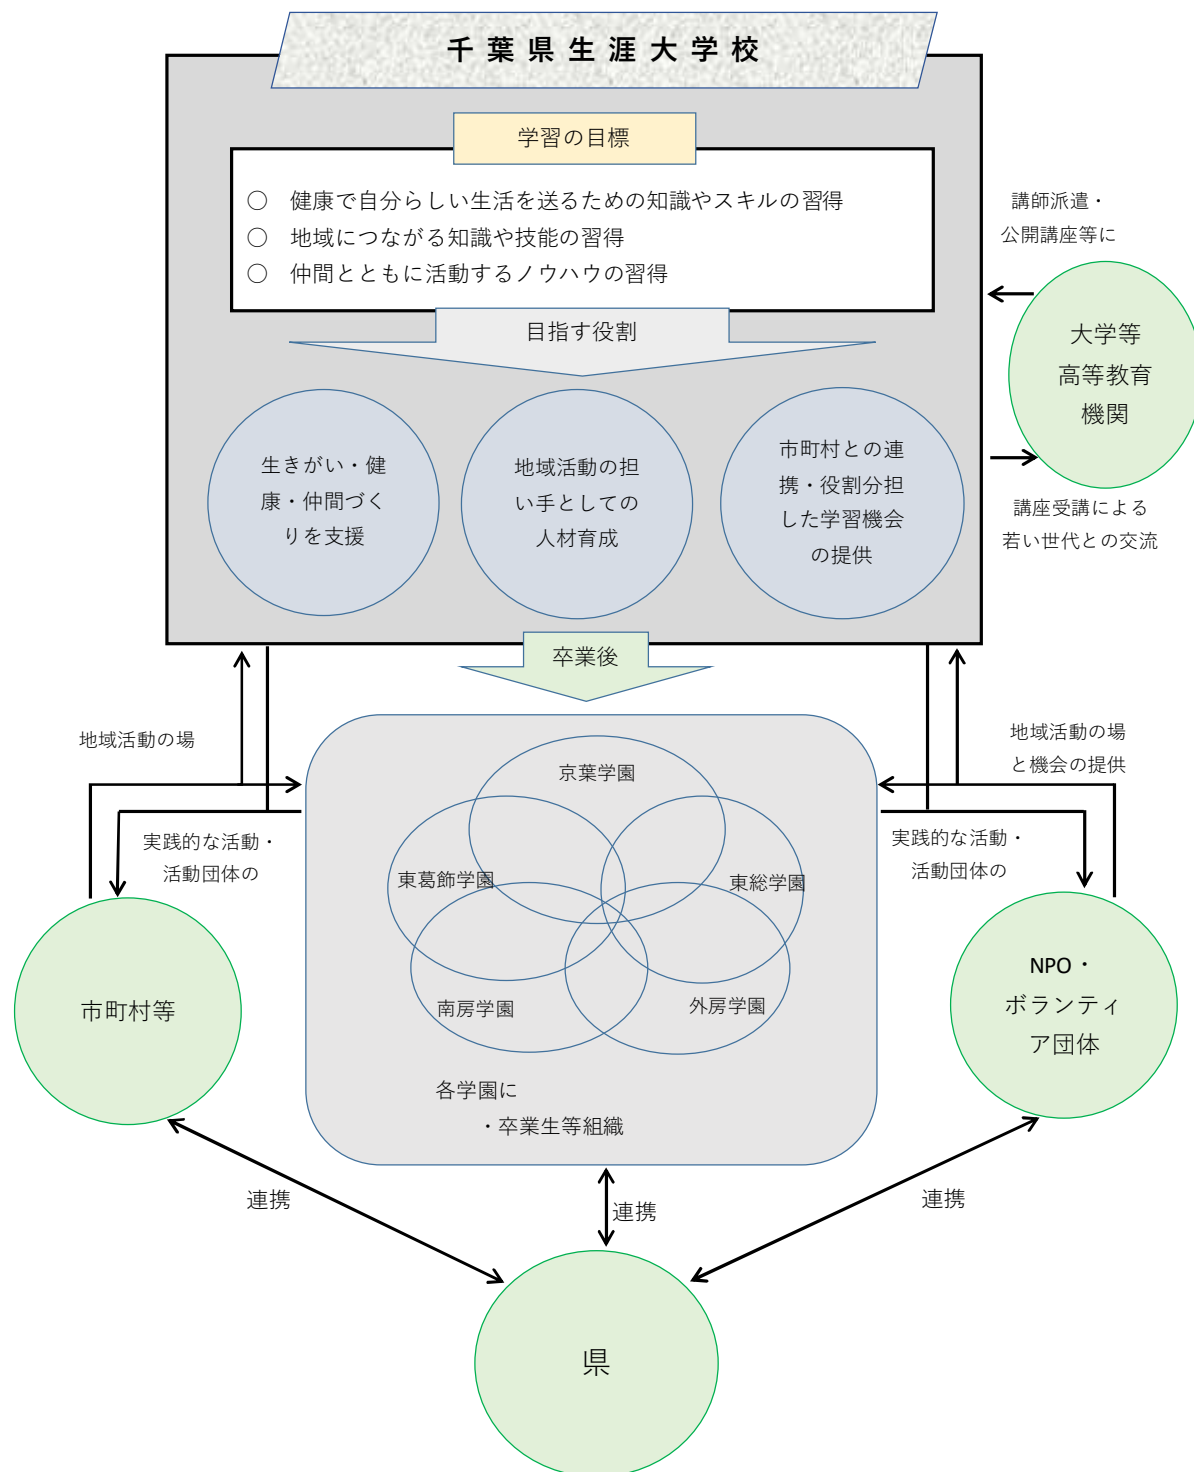 千葉県生涯大学校
学習の目標
○ 健康で自分らしい生活を送るための知識やスキルの習得
○ 地域につながる知識や技能の習得
○ 仲間とともに活動するノウハウの習得
目指す役割
生きがい・健
康・仲間づく
りを支援
地域活動の担
い手としての
人材育成
市町村との連
携・役割分担
した学習機会
の提供
講師派遣・
公開講座等に
大学等
高等教育
機関
講座受講による
若い世代との交流
卒業後
地域活動の場
実践的な活動・
活動団体の
地域活動の場
と機会の提供
実践的な活動・
活動団体の
京葉学園
東葛飾学園
東総学園
南房学園
外房学園
各学園に
・卒業生等組織
市町村等
NPO・
ボランティ
ア団体
連携
連携
連携
県